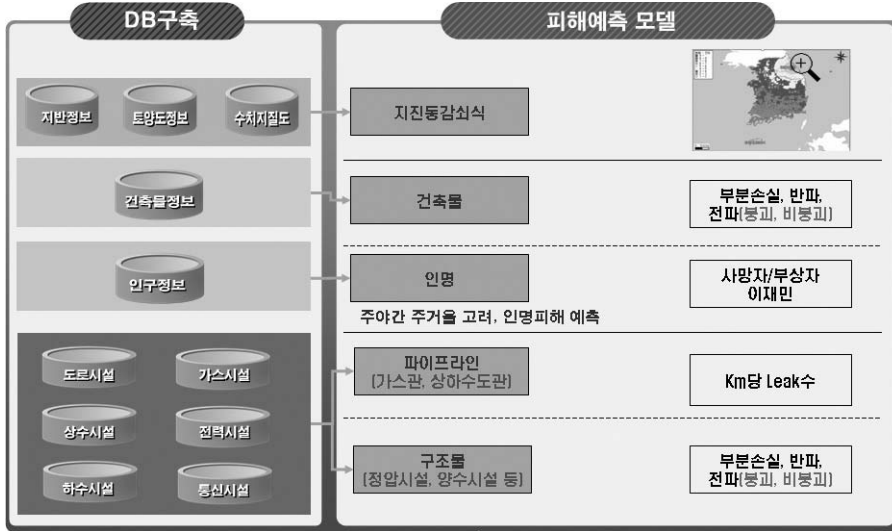 DB구축
피해예측 모델
지반정보
토양도정보
수치지질도
지진동감쇠식
건축물정보
건축물
부분손실, 반파,
전파(붕괴, 비붕괴)
인구정보
인명
사망자/부상자
이재민
주야간 주거율 고려, 인명피해 예측
도로시설
가스시설
상수시설
전력시설
하수시설
통신시설
파이프라인
(가스관, 상하수도관)
Km당 Leak수
구조물
(정압시설, 양수시설 등)
부분손실, 반파,
전파(붕괴, 비붕괴)